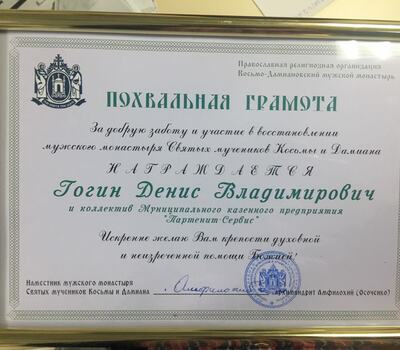 Православная религиозная организация
Космо-Дамиановский мужской монастырь
ПОХВАЛЬНАЯ ГРАМОТА
За добрую заботу и участие в восстановлении
мужского монастыря Святых мучеников Космы и Дамиана
НАГРАЖДАЕТСЯ
Гогин Денис Владимирович
и коллектив Муниципального казенного предприятия
"Партенит-Сервис"
Искренне желаю Вам крепости духовной
и неизреченной помощи Божией!
Наместник мужского монастыря
Святых мучеников Космы и Дамиана
архимандрит Амфилохий (Осоченко)